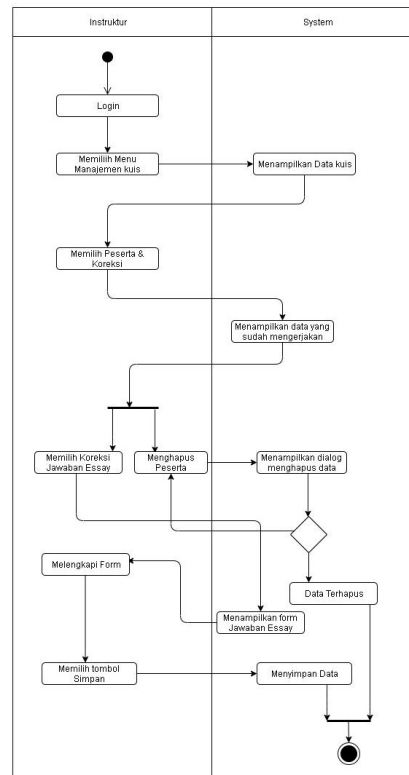 Instruktur
System
Login
Memiliih Menu
Manajemen kuis
Menampilkan Data kuis
Memilih Peserta &
Koreksi
Menampilkan data yang
sudah mengerjakan
Memilih Koreksi
Jawaban Essay
Menghapus
Peserta
Menampilkan dialog
menghapus data
Melengkapi Form
Data Terhapus
Menampilkan form
Jawaban Essay
Memilih tombol
Simpan
Menyimpan Data